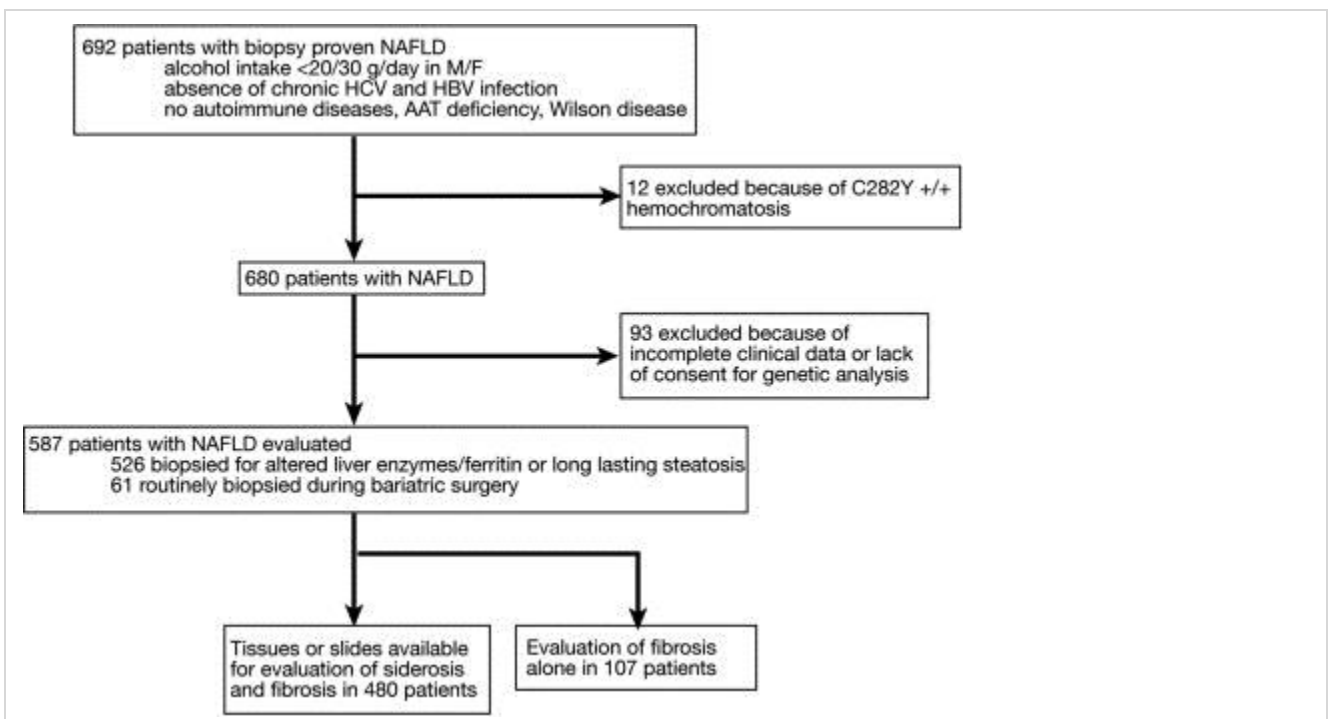 692 patients with biopsy proven NAFLD
alcohol intake <20/30 g/day in M/F
absence of chronic HCV and HBV infection
no autoimmune diseases, AAT deficiency, Wilson disease
12 excluded because of C282Y +/+
hemochromatosis
680 patients with NAFLD
93 excluded because of
incomplete clinical data or lack
of consent for genetic analysis
587 patients with NAFLD evaluated
526 biopsied for altered liver enzymes/ferritin or long lasting steatosis
61 routinely biopsied during bariatric surgery
Tissues or slides available
for evaluation of siderosis
and fibrosis in 480 patients
Evaluation of fibrosis
alone in 107 patients